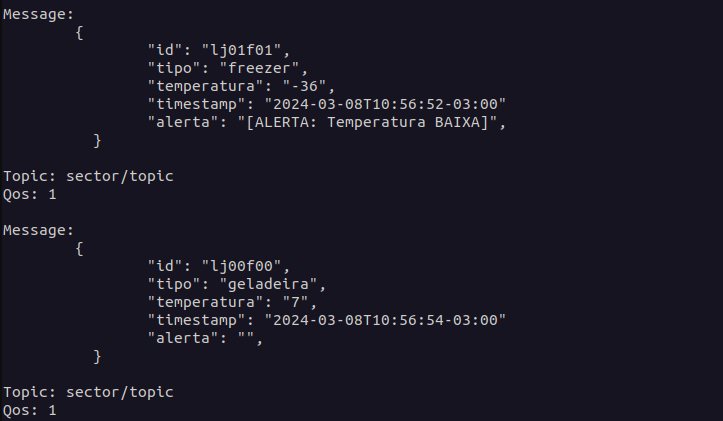 Message:
{
"id": "lj01f01",
"tipo": "freezer",
"temperatura": "-36",
"timestamp": "2024-03-08T10:56:52-03:00"
"alerta": "[ALERTA: Temperatura BAIXA]",
}
Topic: sector/topic
Qos: 1
Message:
{
"id": "lj00f00",
"tipo": "geladeira",
"temperatura": "7",
"timestamp": "2024-03-08T10:56:54-03:00"
"alerta": "",
}
Topic: sector/topic
Qos: 1